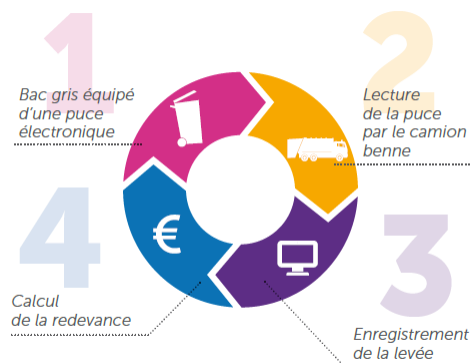 1
Bac gris équipé
d'une puce
électronique
2
Lecture
de la puce
par le camion
benne
3
Enregistrement
de la levée
4
Calcul
de la redevance
€